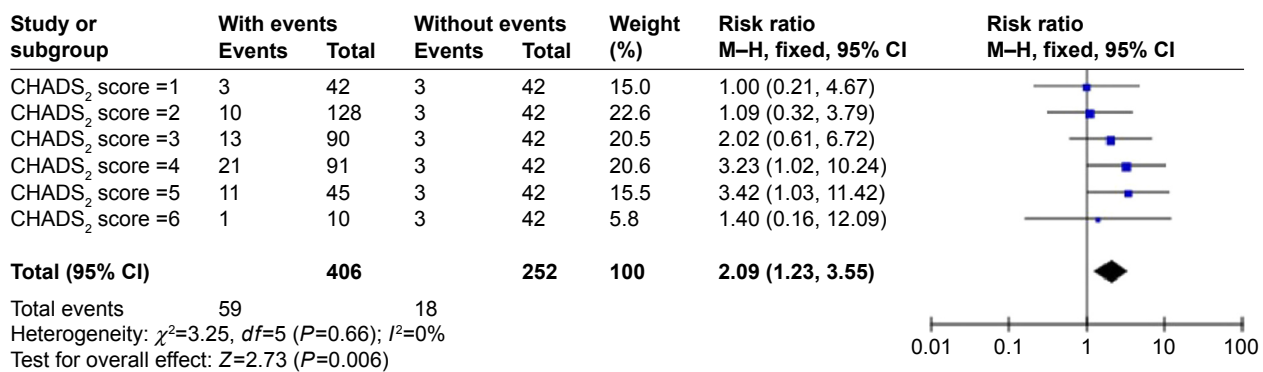 Study or subgroup With events Without events Weight (%) Risk ratio M–H, fixed, 95% CI Risk ratio M–H, fixed, 95% CI
Events Total Events Total
CHADS₂ score =1 3 42 3 42 15.0 1.00 (0.21, 4.67)
CHADS₂ score =2 10 128 3 42 22.6 1.09 (0.32, 3.79)
CHADS₂ score =3 13 90 3 42 20.5 2.02 (0.61, 6.72)
CHADS₂ score =4 21 91 3 42 20.6 3.23 (1.02, 10.24)
CHADS₂ score =5 11 45 3 42 15.5 3.42 (1.03, 11.42)
CHADS₂ score =6 1 10 3 42 5.8 1.40 (0.16, 12.09)
Total (95% CI) 406 252 100 2.09 (1.23, 3.55)
Total events 59 18
Heterogeneity: χ²=3.25, df=5 (P=0.66); I²=0%
Test for overall effect: Z=2.73 (P=0.006)
0.01 0.1 1 10 100